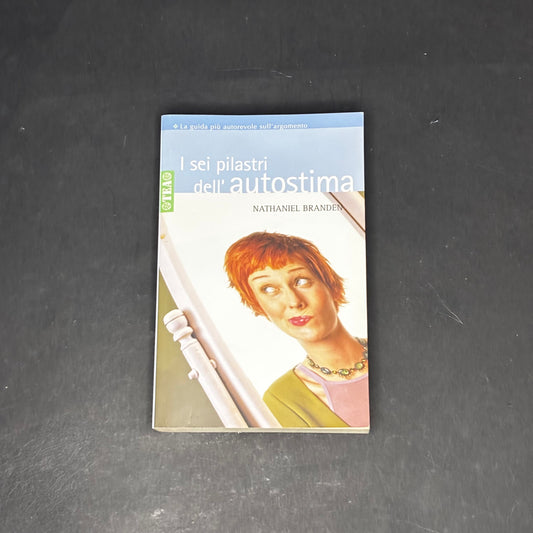 ❖ La guida più autorevole sull'argomento
I sei pilastri
dell'autostima
TEA
NATHANIEL BRANDEN